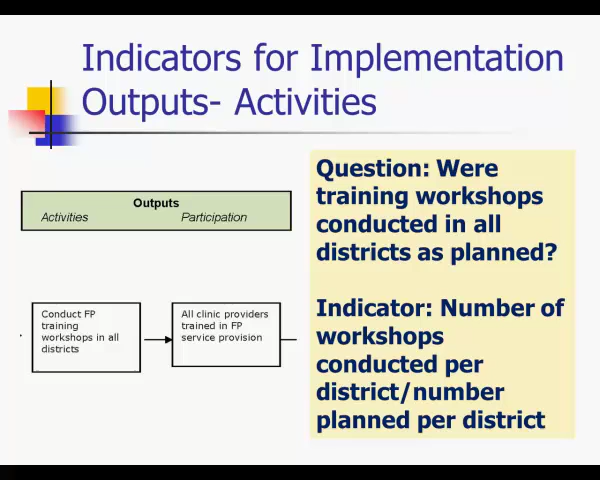 Indicators for Implementation
Outputs- Activities
Outputs
Activities Participation
Conduct FP
training
workshops in all
districts
All clinic providers
trained in FP
service provision
Question: Were
training workshops
conducted in all
districts as planned?
Indicator: Number of
workshops
conducted per
district/number
planned per district